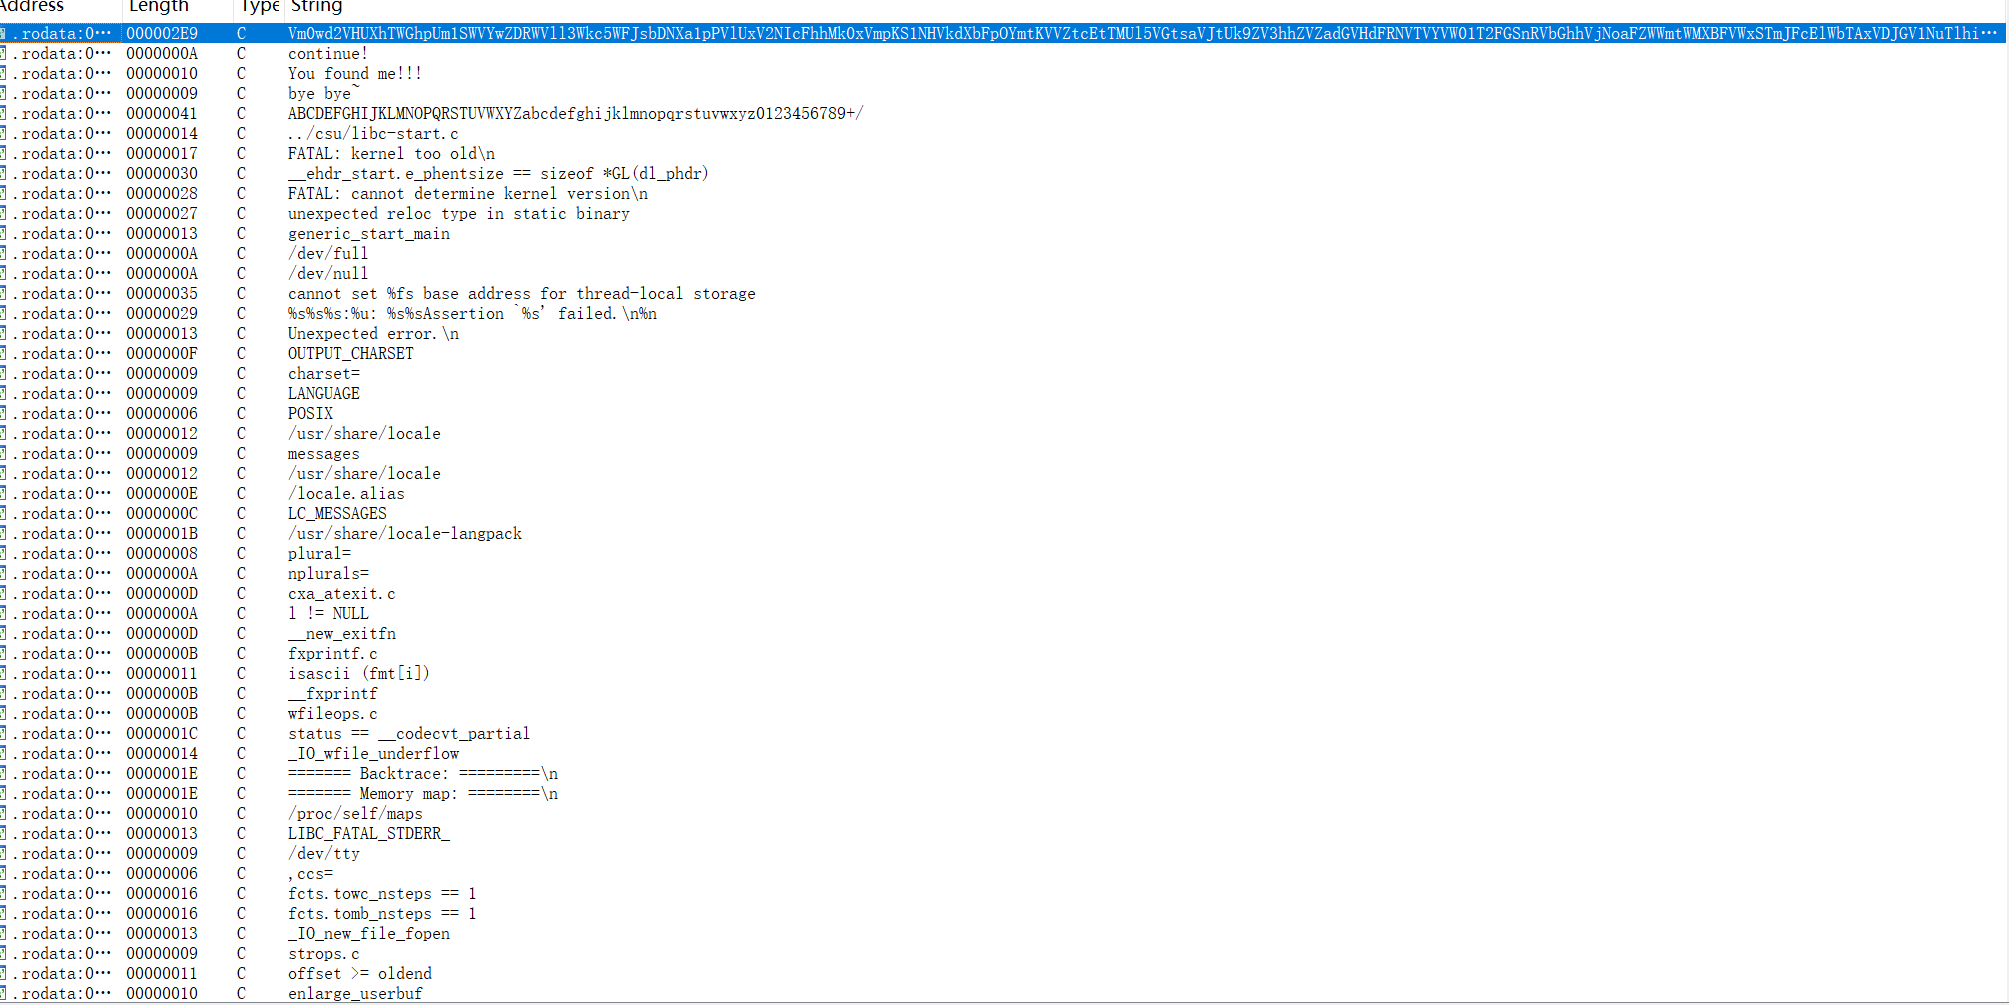 Address Length Type String
.rodata:0… 000002E9 C Vm0wd2VHUXhTWGhpUm1SWVYwZDRWVll3Wkc5WFJsbDNXa1pPVlUxV2NIcFhhMk0xVmpKS1NHVkdXbFpOYmtKVVZtcEtTMUl5VGtsaVJtUk9ZV3hhZVZadGVHdFRNVTVYVW01T2FGSnRVbGhhVjNoaFZWWmtWMXBFVWxSTmJFcElWbTAxVDJGV1NuTlhi…
.rodata:0… 0000000A C continue!
.rodata:0… 00000010 C You found me!!!
.rodata:0… 00000009 C bye bye~
.rodata:0… 00000041 C ABCDEFGHIJKLMNOPQRSTUVWXYZabcdefghijklmnopqrstuvwxyz0123456789+/
.rodata:0… 00000014 C ../csu/libc-start.c
.rodata:0… 00000017 C FATAL: kernel too old\n
.rodata:0… 00000030 C __ehdr_start.e_phentsize == sizeof *GL(dl_phdr)
.rodata:0… 00000028 C FATAL: cannot determine kernel version\n
.rodata:0… 00000027 C unexpected reloc type in static binary
.rodata:0… 00000013 C generic_start_main
.rodata:0… 0000000A C /dev/full
.rodata:0… 0000000A C /dev/null
.rodata:0… 00000035 C cannot set %fs base address for thread-local storage
.rodata:0… 00000029 C %s%s%s:%u: %s%sAssertion `%s' failed.\n%n
.rodata:0… 00000013 C Unexpected error.\n
.rodata:0… 0000000F C OUTPUT_CHARSET
.rodata:0… 00000009 C charset=
.rodata:0… 00000009 C LANGUAGE
.rodata:0… 00000006 C POSIX
.rodata:0… 00000012 C /usr/share/locale
.rodata:0… 00000009 C messages
.rodata:0… 00000012 C /usr/share/locale
.rodata:0… 0000000E C /locale.alias
.rodata:0… 0000000C C LC_MESSAGES
.rodata:0… 0000001B C /usr/share/locale-langpack
.rodata:0… 00000008 C plural=
.rodata:0… 0000000A C nplurals=
.rodata:0… 0000000D C cxa_atexit.c
.rodata:0… 0000000A C l != NULL
.rodata:0… 0000000D C __new_exitfn
.rodata:0… 0000000B C fxprintf.c
.rodata:0… 00000011 C isascii (fmt[i])
.rodata:0… 0000000B C __fxprintf
.rodata:0… 0000000B C wfileops.c
.rodata:0… 0000001C C status == __codecvt_partial
.rodata:0… 00000014 C _IO_wfile_underflow
.rodata:0… 0000001E C ======= Backtrace: =========\n
.rodata:0… 0000001E C ======= Memory map: ========\n
.rodata:0… 00000010 C /proc/self/maps
.rodata:0… 00000013 C LIBC_FATAL_STDERR_
.rodata:0… 00000009 C /dev/tty
.rodata:0… 00000006 C ,ccs=
.rodata:0… 00000016 C fcts.towc_nsteps == 1
.rodata:0… 00000016 C fcts.tomb_nsteps == 1
.rodata:0… 00000013 C _IO_new_file_fopen
.rodata:0… 00000009 C strops.c
.rodata:0… 00000011 C offset >= oldend
.rodata:0… 00000010 C enlarge_userbuf